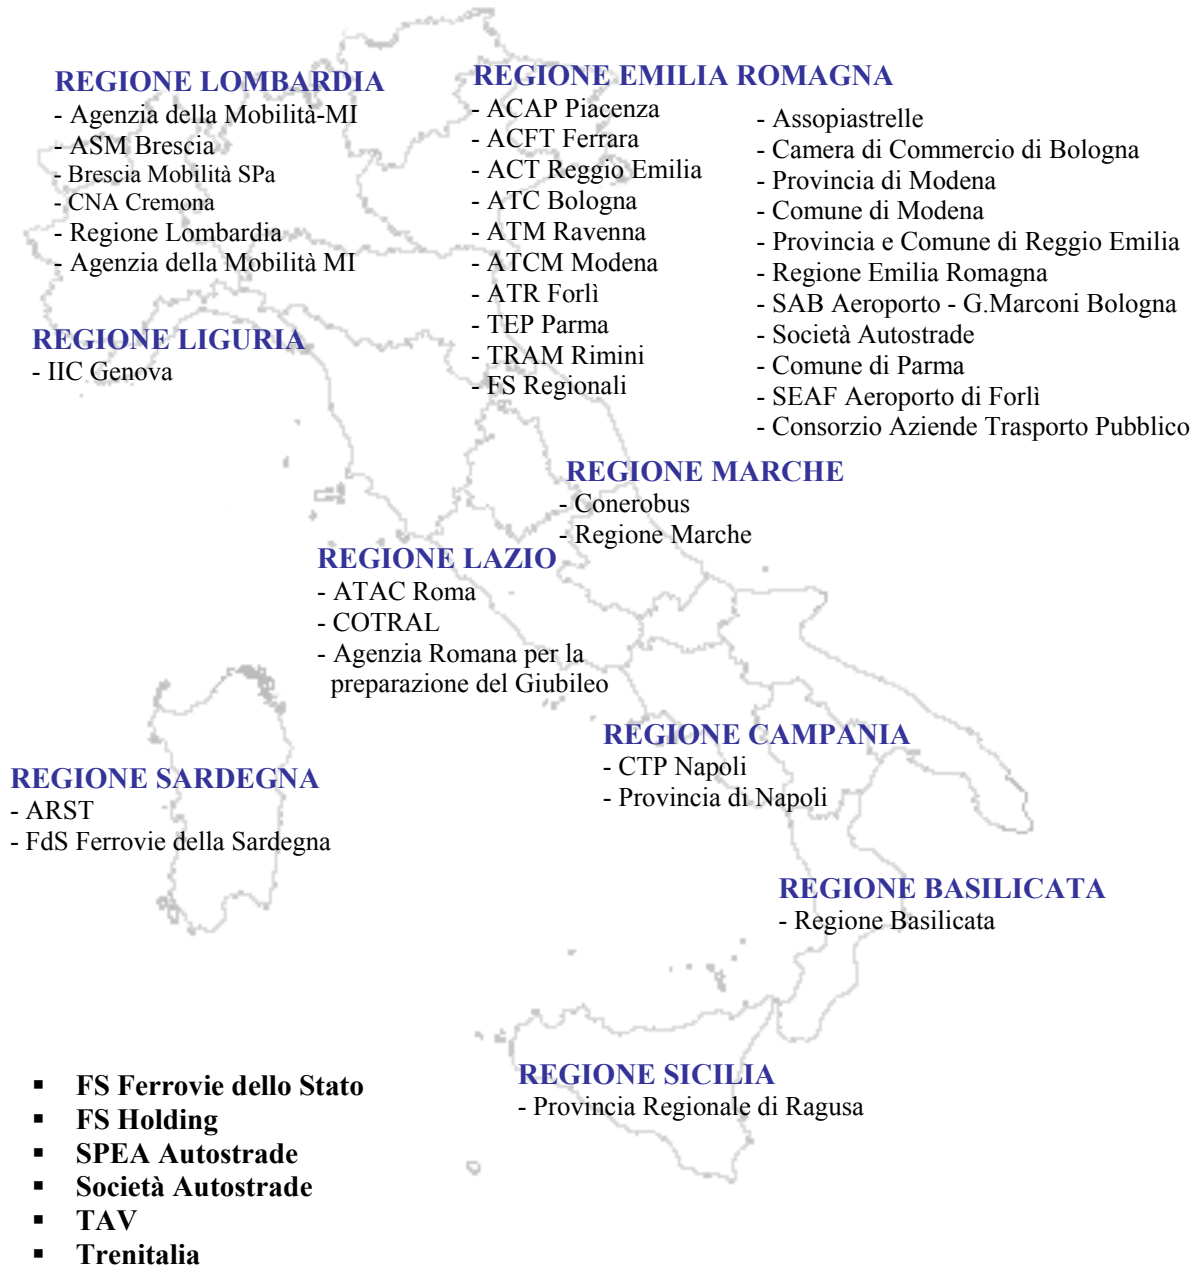 REGIONE LOMBARDIA
- Agenzia della Mobilità-MI
- ASM Brescia
- Brescia Mobilità SPa
- CNA Cremona
- Regione Lombardia
- Agenzia della Mobilità MI
REGIONE EMILIA ROMAGNA
- ACAP Piacenza
- ACFT Ferrara
- ACT Reggio Emilia
- ATC Bologna
- ATM Ravenna
- ATCM Modena
- ATR Forlì
- TEP Parma
- TRAM Rimini
- FS Regionali
- Assopiastrelle
- Camera di Commercio di Bologna
- Provincia di Modena
- Comune di Modena
- Provincia e Comune di Reggio Emilia
- Regione Emilia Romagna
- SAB Aeroporto - G.Marconi Bologna
- Società Autostrade
- Comune di Parma
- SEAF Aeroporto di Forlì
- Consorzio Aziende Trasporto Pubblico
REGIONE LIGURIA
- IIC Genova
REGIONE MARCHE
- Conerobus
- Regione Marche
REGIONE LAZIO
- ATAC Roma
- COTRAL
- Agenzia Romana per la
preparazione del Giubileo
REGIONE CAMPANIA
- CTP Napoli
- Provincia di Napoli
REGIONE SARDEGNA
- ARST
- FdS Ferrovie della Sardegna
REGIONE BASILICATA
- Regione Basilicata
REGIONE SICILIA
- Provincia Regionale di Ragusa
▪ FS Ferrovie dello Stato
▪ FS Holding
▪ SPEA Autostrade
▪ Società Autostrade
▪ TAV
▪ Trenitalia